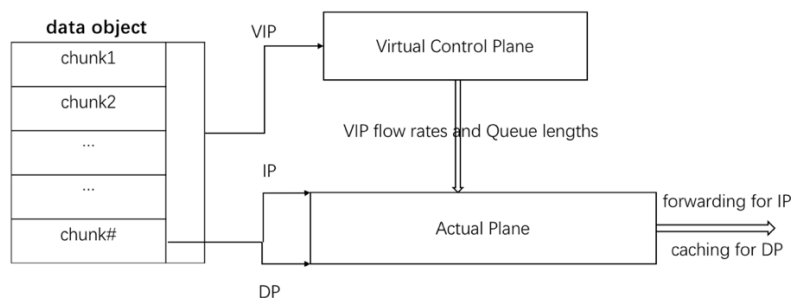 data object
chunk1
chunk2
...
...
chunk#
VIP
Virtual Control Plane
VIP flow rates and Queue lengths
IP
DP
Actual Plane
forwarding for IP
caching for DP